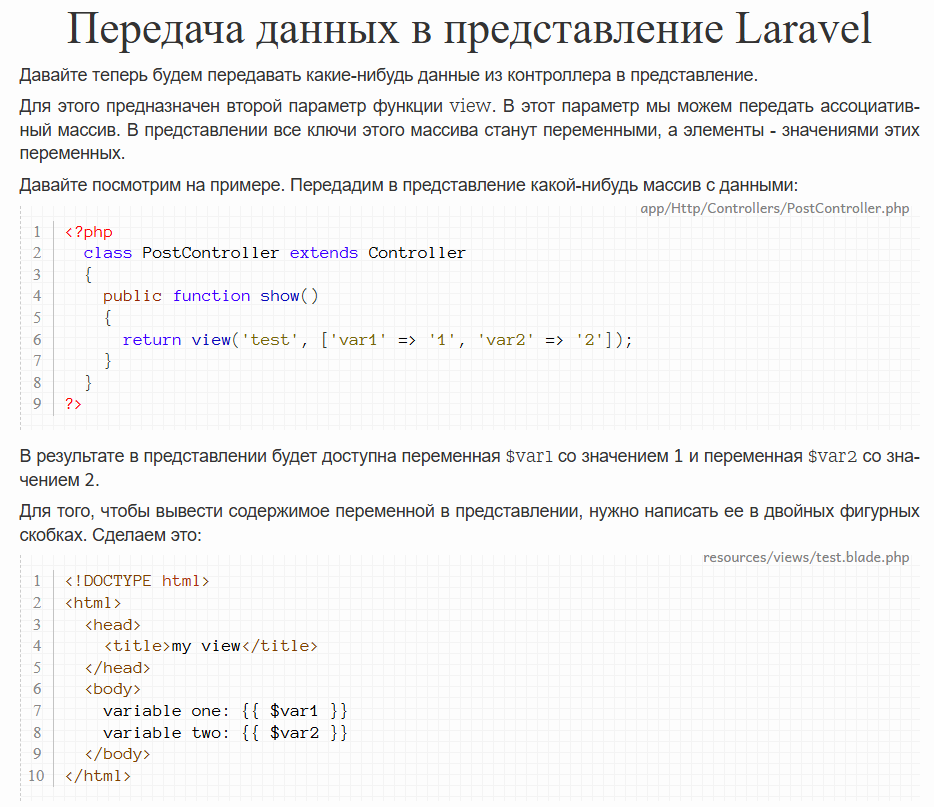 Передача данных в представление Laravel
Давайте теперь будем передавать какие-нибудь данные из контроллера в представление.
Для этого предназначен второй параметр функции view. В этот параметр мы можем передать ассоциатив-
ный массив. В представлении все ключи этого массива станут переменными, а элементы - значениями этих
переменных.
Давайте посмотрим на примере. Передадим в представление какой-нибудь массив с данными:
app/Http/Controllers/PostController.php
1 <?php
2 class PostController extends Controller
3 {
4 public function show()
5 {
6 return view('test', ['var1' => '1', 'var2' => '2']);
7 }
8 }
9 ?>
В результате в представлении будет доступна переменная $var1 со значением 1 и переменная $var2 со зна-
чением 2.
Для того, чтобы вывести содержимое переменной в представлении, нужно написать ее в двойных фигурных
скобках. Сделаем это:
resources/views/test.blade.php
1 <!DOCTYPE html>
2 <html>
3 <head>
4 <title>my view</title>
5 </head>
6 <body>
7 variable one: {{ $var1 }}
8 variable two: {{ $var2 }}
9 </body>
10 </html>